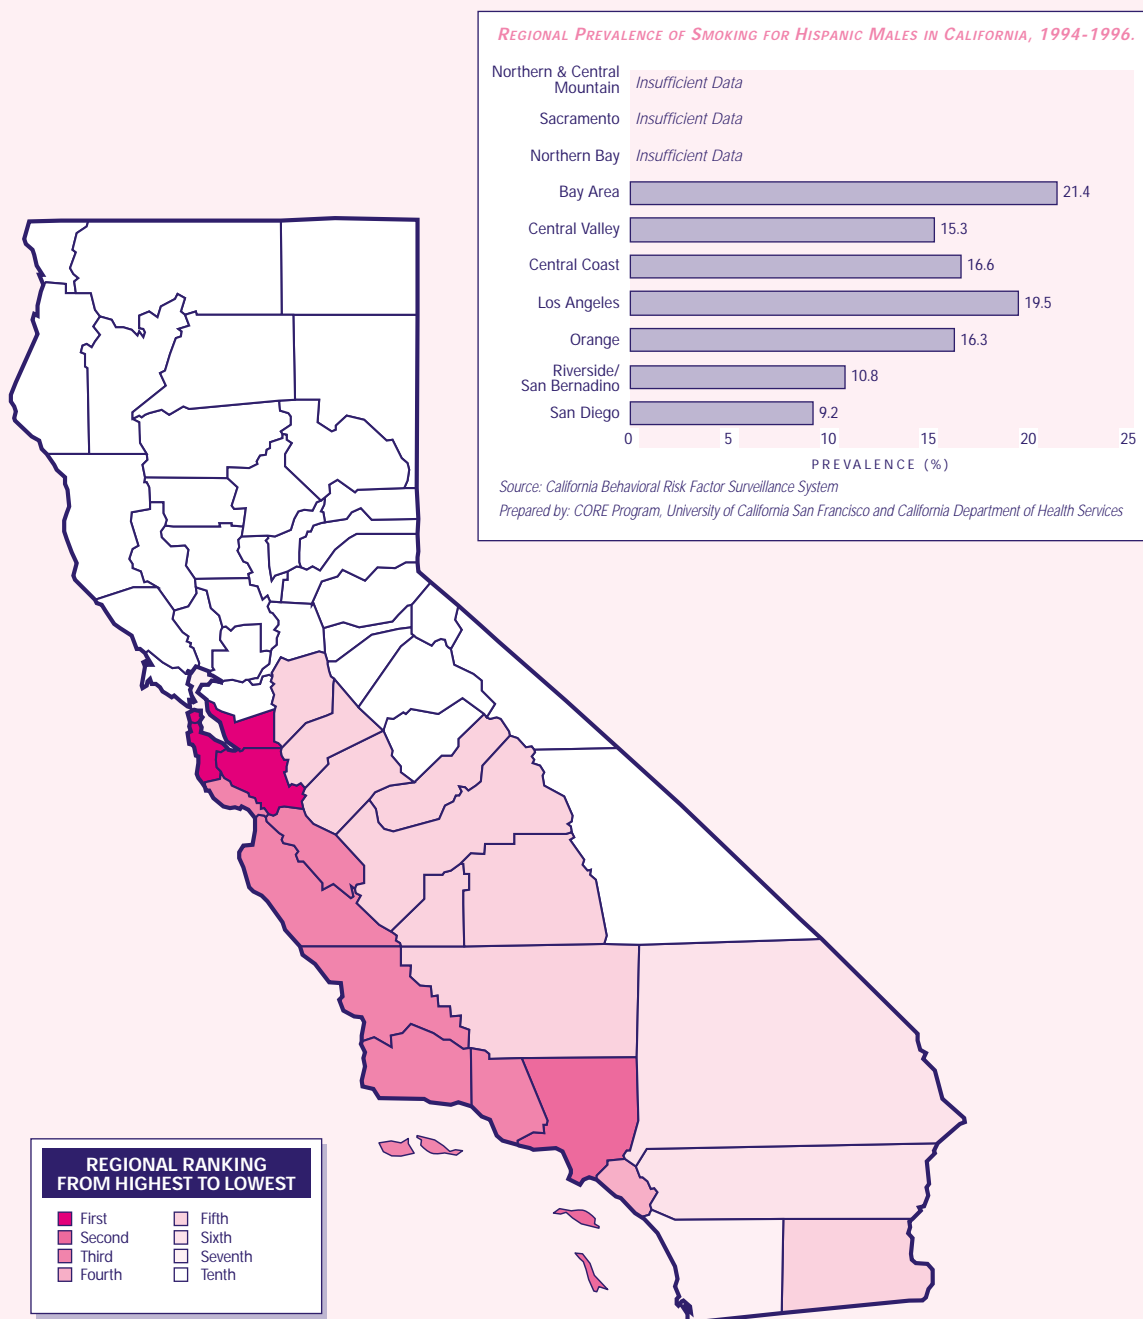 REGIONAL PREVALENCE OF SMOKING FOR HISPANIC MALES IN CALIFORNIA, 1994-1996.
Northern & Central
Mountain
Insufficient Data
Sacramento
Insufficient Data
Northern Bay
Insufficient Data
Bay Area
21.4
Central Valley
15.3
Central Coast
16.6
Los Angeles
19.5
Orange
16.3
Riverside/
San Bernadino
10.8
San Diego
9.2
0 5 10 15 20 25
PREVALENCE (%)
Source: California Behavioral Risk Factor Surveillance System
Prepared by: CORE Program, University of California San Francisco and California Department of Health Services
REGIONAL RANKING
FROM HIGHEST TO LOWEST
First
Second
Third
Fourth
Fifth
Sixth
Seventh
Tenth